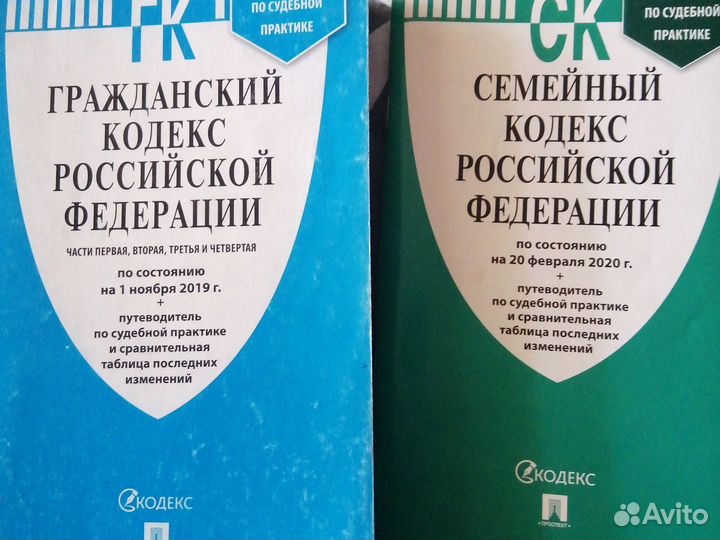 ПО СУДЕБНОЙ
ПРАКТИКЕ
ГК
ГРАЖДАНСКИЙ
КОДЕКС
РОССИЙСКОЙ
ФЕДЕРАЦИИ
ЧАСТИ ПЕРВАЯ, ВТОРАЯ, ТРЕТЬЯ И ЧЕТВЕРТАЯ
по состоянию
на 1 ноября 2019 г.
+
путеводитель
по судебной практике
и сравнительная
таблица последних
изменений
КОДЕКС
ПО СУДЕБНОЙ
ПРАКТИКЕ
СК
СЕМЕЙНЫЙ
КОДЕКС
РОССИЙСКОЙ
ФЕДЕРАЦИИ
по состоянию
на 20 февраля 2020 г.
+
путеводитель
по судебной практике
и сравнительная
таблица последних
изменений
КОДЕКС
ПРОСПЕКТ
Avito